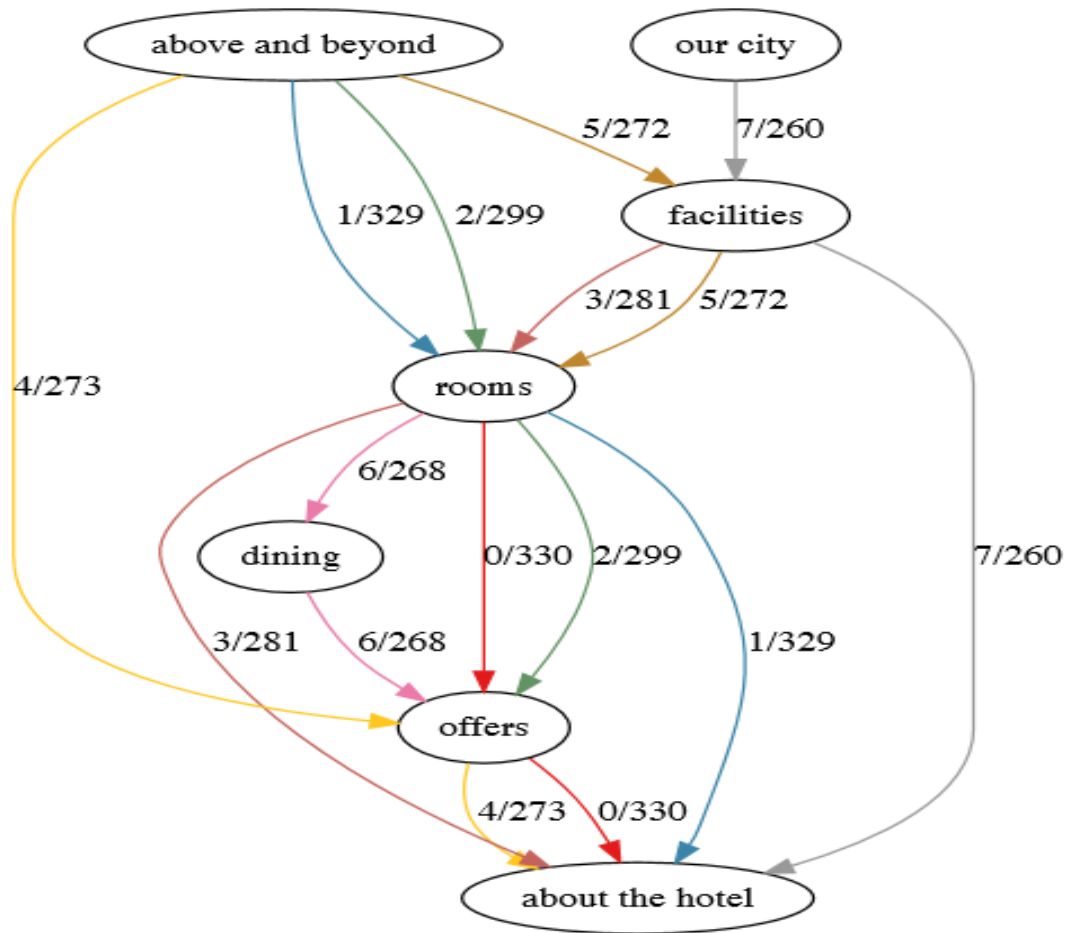 above and beyond
our city
5/272
7/260
1/329
2/299
facilities
3/281
5/272
4/273
rooms
6/268
dining
0/330
2/299
7/260
3/281
6/268
1/329
offers
4/273
0/330
about the hotel